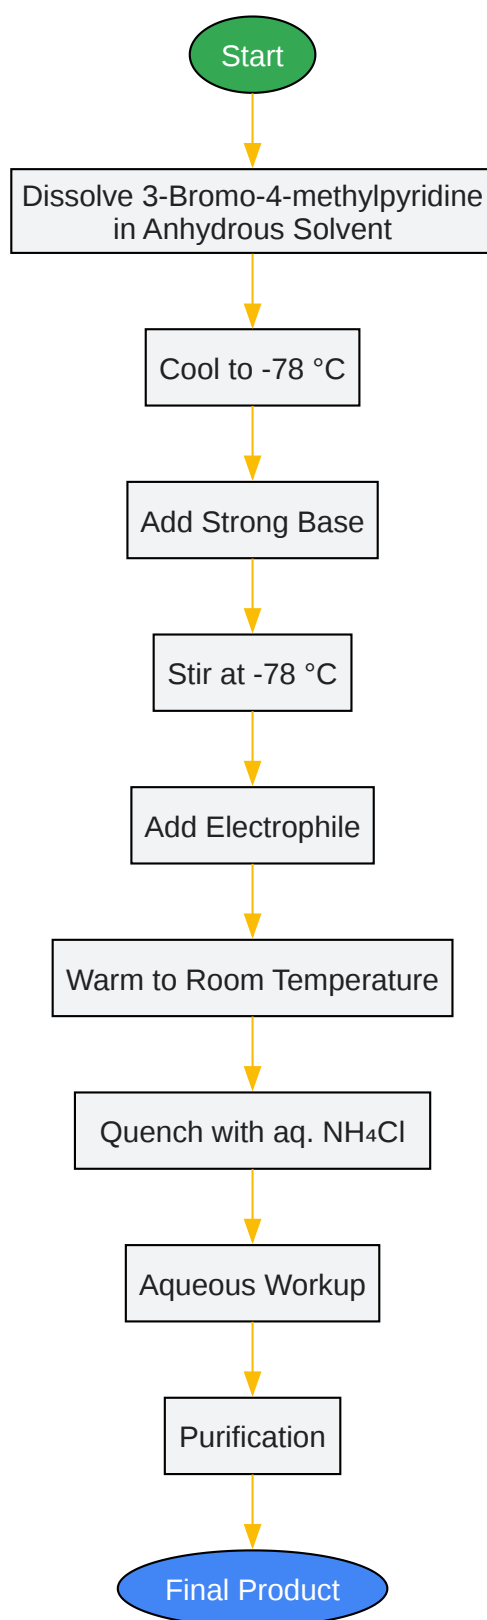 Start
Dissolve 3-Bromo-4-methylpyridine
in Anhydrous Solvent
Cool to -78 °C
Add Strong Base
Stir at -78 °C
Add Electrophile
Warm to Room Temperature
Quench with aq. NH₄Cl
Aqueous Workup
Purification
Final Product